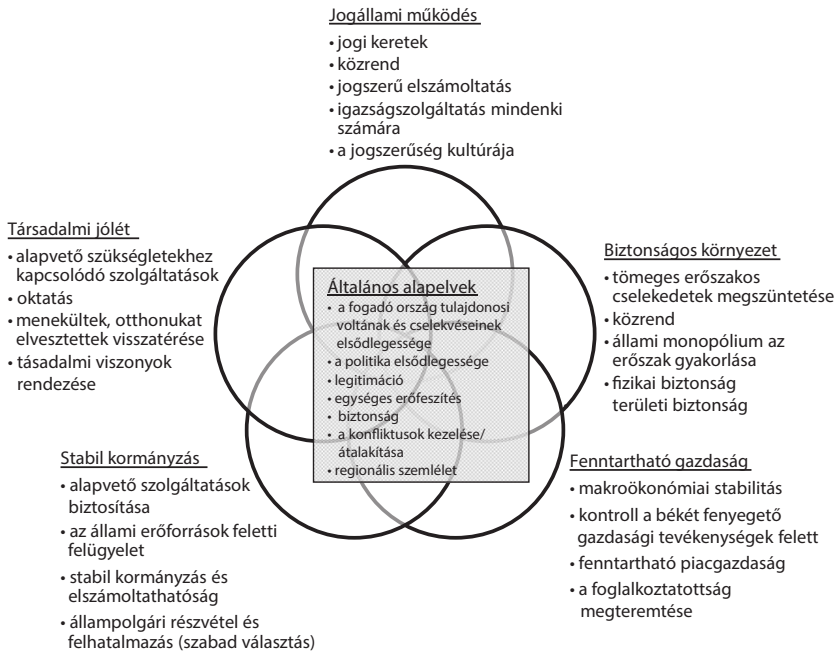 Jogállami működés
• jogi keretek
• közrend
• jogszerű elszámoltatás
• igazságszolgáltatás mindenki
számára
• a jogszerűség kultúrája
Társadalmi jólét
• alapvető szükségletekhez
kapcsolódó szolgáltatások
• oktatás
• menekültek, otthonukat
elvesztettek visszatérése
• tásadalmi viszonyok
rendezése
Biztonságos környezet
• tömeges erőszakos
cselekedetek megszüntetése
• közrend
• állami monopólium az
erőszak gyakorlása
• fizikai biztonság
területi biztonság
Általános alapelvek
• a fogadó ország tulajdonosi
voltának és cselekvéseinek
elsődlegessége
• a politika elsődlegessége
• legitimáció
• egységes erőfeszítés
• biztonság
• a konfliktusok kezelése/
átalakítása
• regionális szemlélet
Stabil kormányzás
• alapvető szolgáltatások
biztosítása
• az állami erőforrások feletti
felügyelet
• stabil kormányzás és
elszámoltathatóság
• állampolgári részvétel és
felhatalmazás (szabad választás)
Fenntartható gazdaság
• makroökonómiai stabilitás
• kontroll a békét fenyegető
gazdasági tevékenységek felett
• fenntartható piacgazdaság
• a foglalkoztatottság
megteremtése